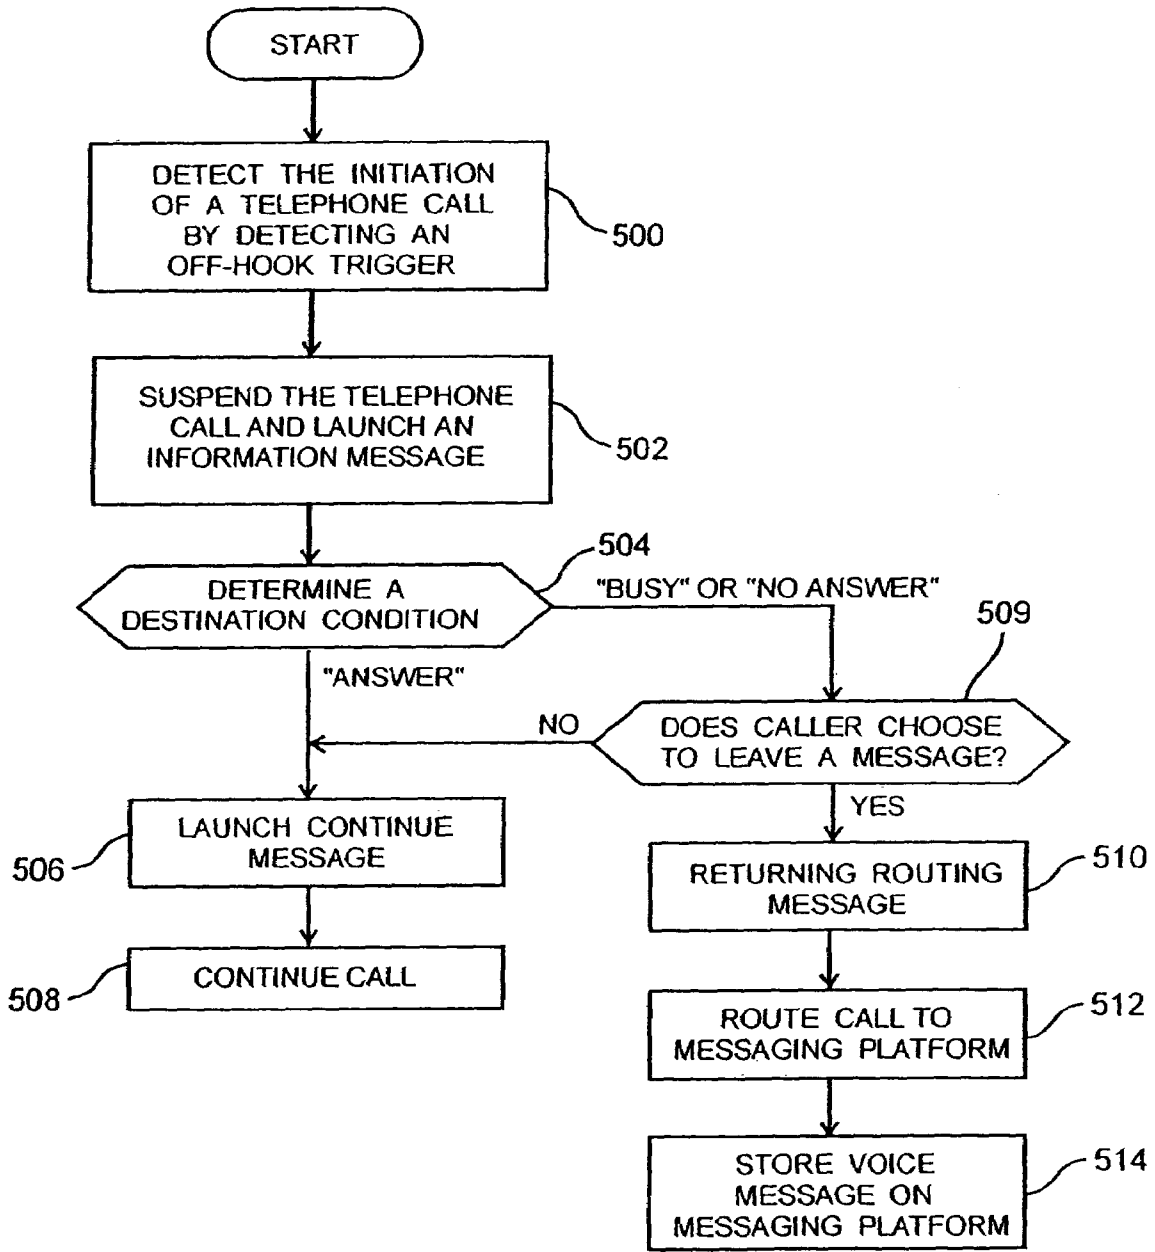 START
DETECT THE INITIATION
OF A TELEPHONE CALL
BY DETECTING AN
OFF-HOOK TRIGGER
500
SUSPEND THE TELEPHONE
CALL AND LAUNCH AN
INFORMATION MESSAGE
502
504
DETERMINE A
DESTINATION CONDITION
"BUSY" OR "NO ANSWER"
509
"ANSWER"
NO
DOES CALLER CHOOSE
TO LEAVE A MESSAGE?
YES
LAUNCH CONTINUE
MESSAGE
506
RETURNING ROUTING
MESSAGE
510
CONTINUE CALL
508
ROUTE CALL TO
MESSAGING PLATFORM
512
STORE VOICE
MESSAGE ON
MESSAGING PLATFORM
514